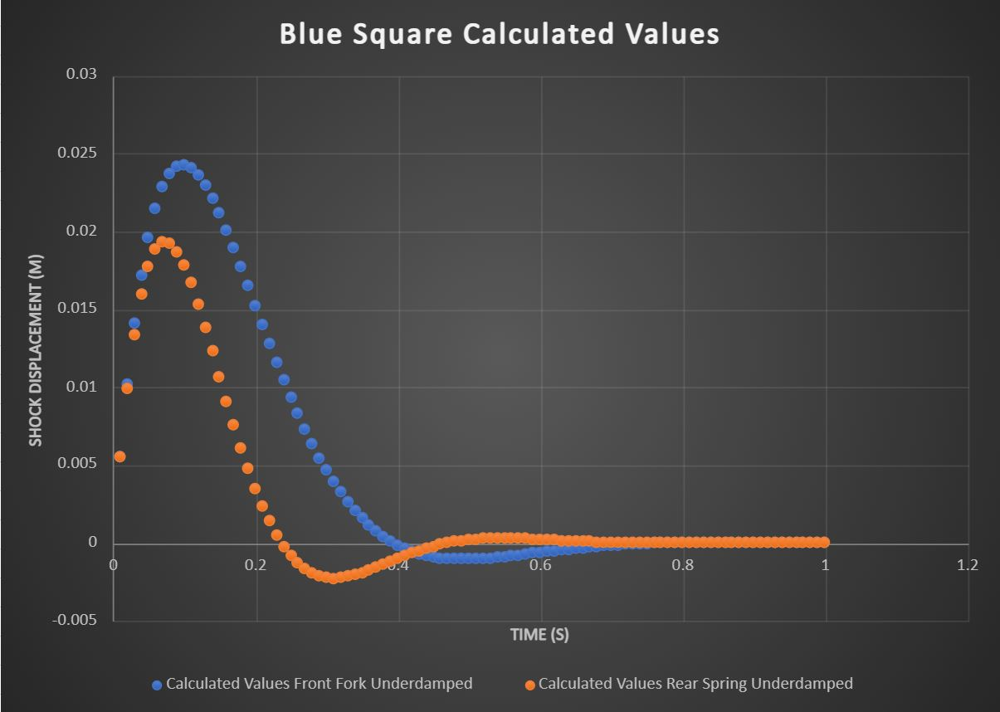 Blue Square Calculated Values
0.03
0.025
0.02
0.015
0.01
0.005
0
-0.005
SHOCK DISPLACEMENT (M)
0 0.2 0.4 0.6 0.8 1 1.2
TIME (S)
Calculated Values Front Fork Underdamped Calculated Values Rear Spring Underdamped